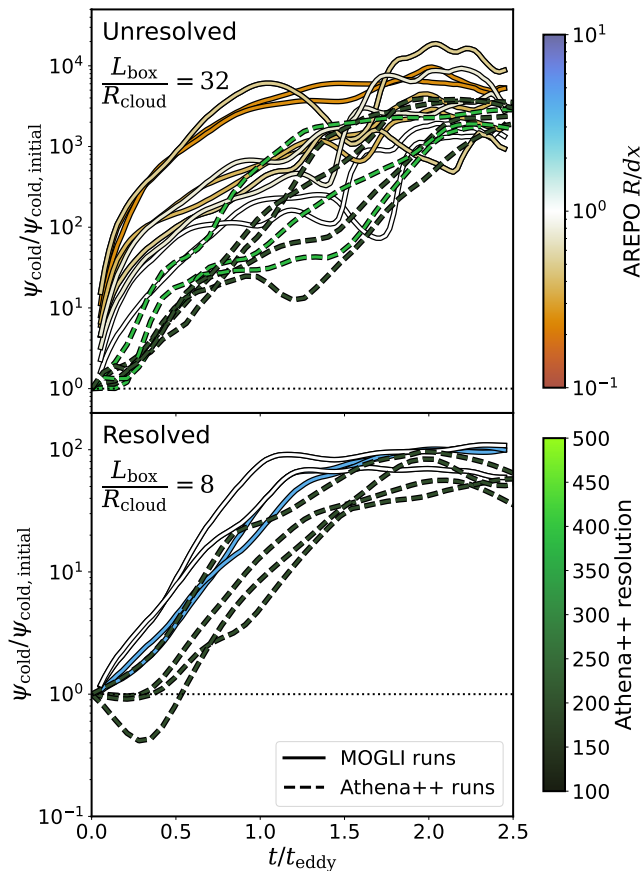 Unresolved
L_box / R_cloud = 32
10^4
10^3
10^2
10^1
10^0
ψ_cold/ψ_cold, initial
10^1
10^0
10^−1
AREPO R/dx
Resolved
L_box / R_cloud = 8
10^2
10^1
10^0
10^−1
ψ_cold/ψ_cold, initial
MOGLI runs
Athena++ runs
0.0 0.5 1.0 1.5 2.0 2.5
t/t_eddy
500
450
400
350
300
250
200
150
100
Athena++ resolution